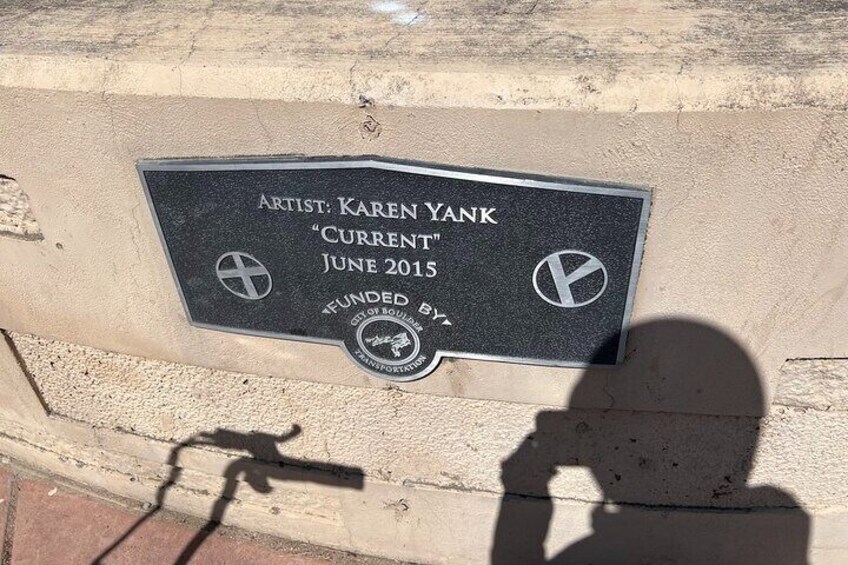 ARTIST: KAREN YANK
"CURRENT"
JUNE 2015
FUNDED BY
CITY OF BOULDER
TRANSPORTATION